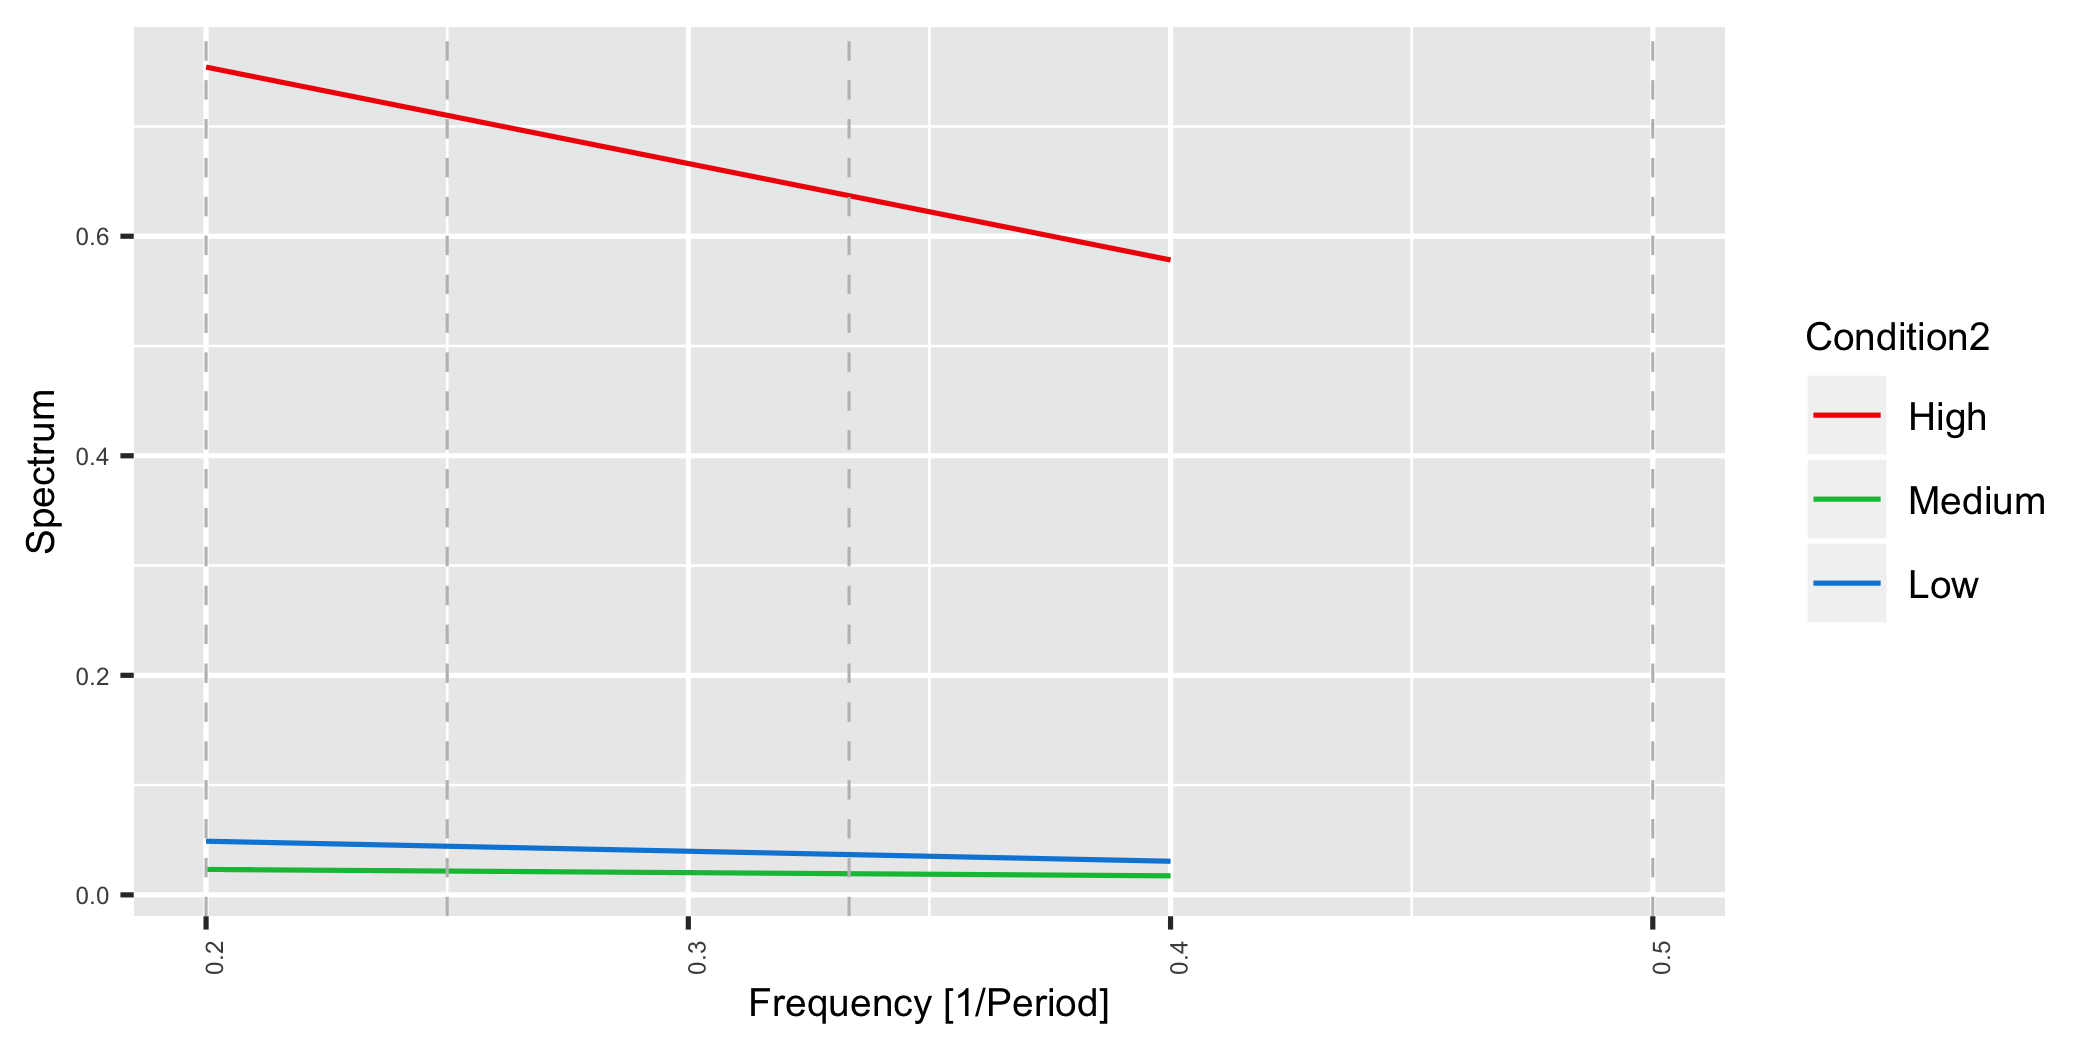 Spectrum
0.6
0.4
0.2
0.0
0.2
0.3
0.4
0.5
Frequency [1/Period]
Condition2
High
Medium
Low